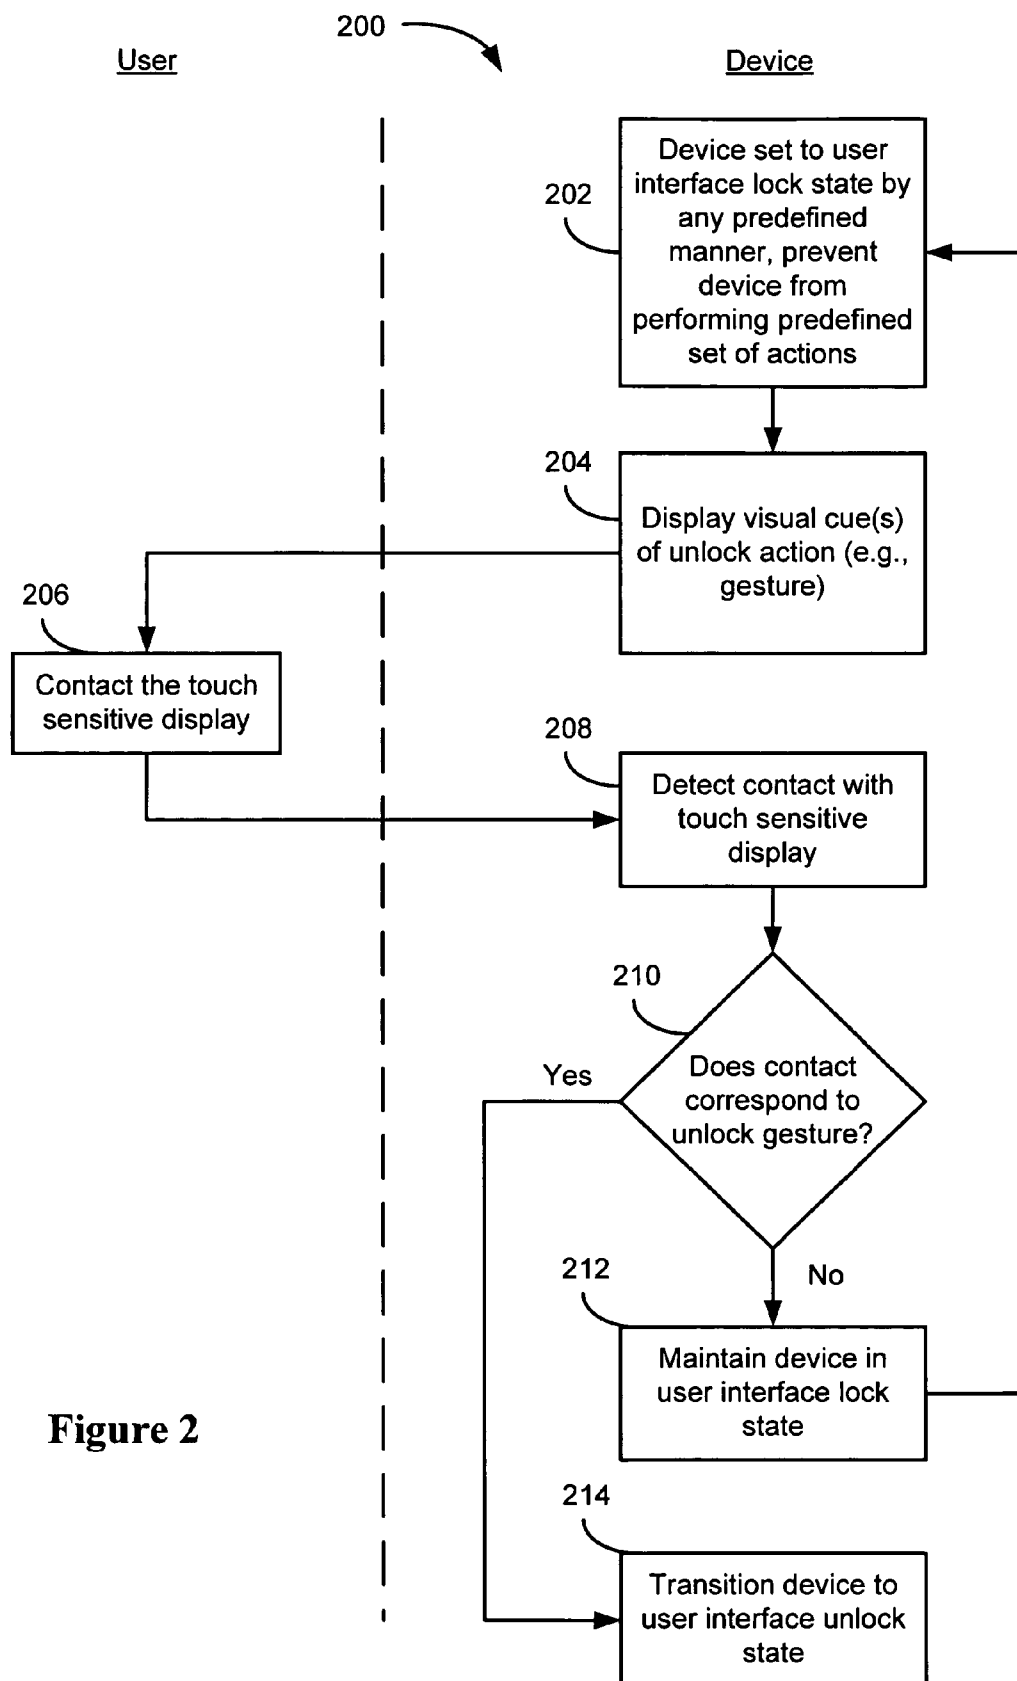 200
User
Device
202
Device set to user
interface lock state by
any predefined
manner, prevent
device from
performing predefined
set of actions
204
Display visual cue(s)
of unlock action (e.g.,
gesture)
206
Contact the touch
sensitive display
208
Detect contact with
touch sensitive
display
210
Does contact
correspond to
unlock gesture?
Yes
No
212
Maintain device in
user interface lock
state
Figure 2
214
Transition device to
user interface unlock
state